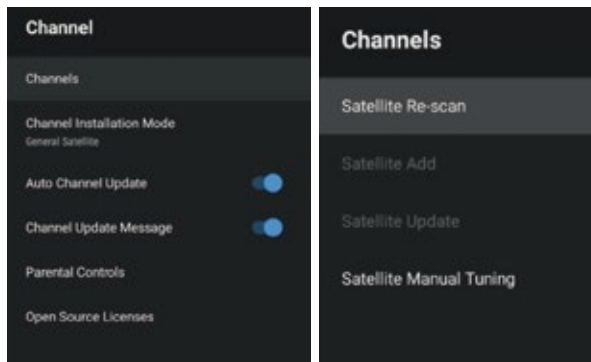 Channel
Channels
Channel Installation Mode
General Satellite
Auto Channel Update
Channel Update Message
Parental Controls
Open Source Licenses
Channels
Satellite Re-scan
Satellite Add
Satellite Update
Satellite Manual Tuning